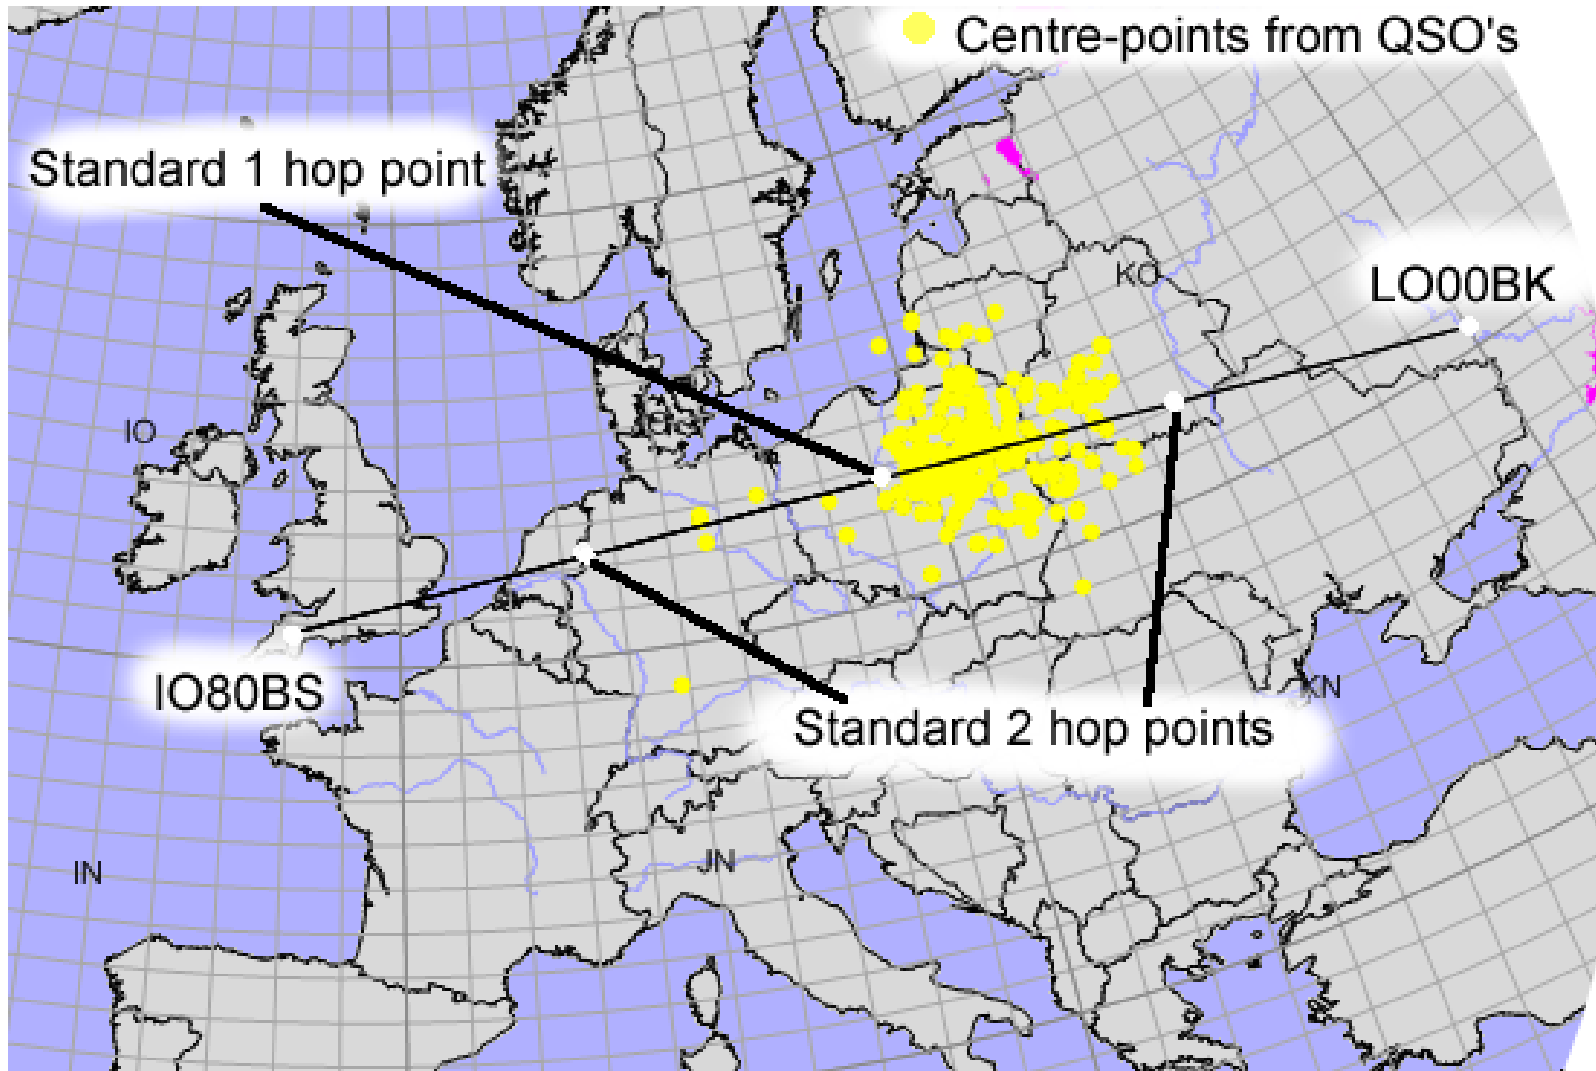 Centre-points from QSO's
Standard 1 hop point
KO
LO00BK
IO
IO80BS
KN
Standard 2 hop points
JN
IN